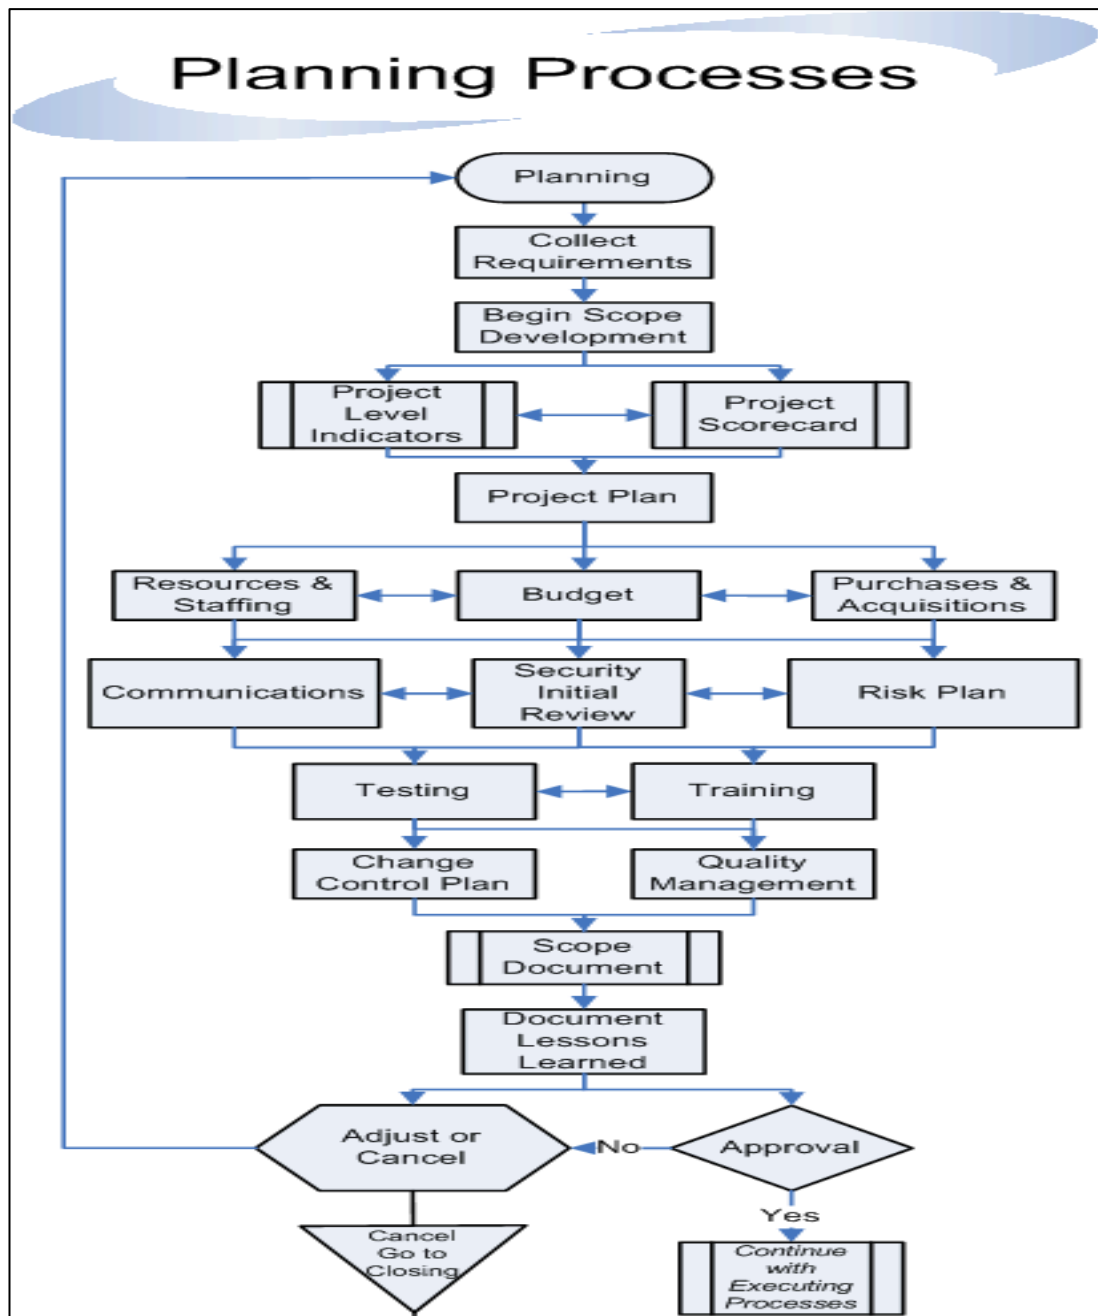 Planning Processes
Planning
Collect
Requirements
Begin Scope
Development
Project
Level
Indicators
Project
Scorecard
Project Plan
Resources &
Staffing
Budget
Purchases &
Acquisitions
Communications
Security
Initial
Review
Risk Plan
Testing
Training
Change
Control Plan
Quality
Management
Scope
Document
Document
Lessons
Learned
Adjust or
Cancel
No
Approval
Yes
Cancel
Go to
Closing
Continue
with
Executing
Processes